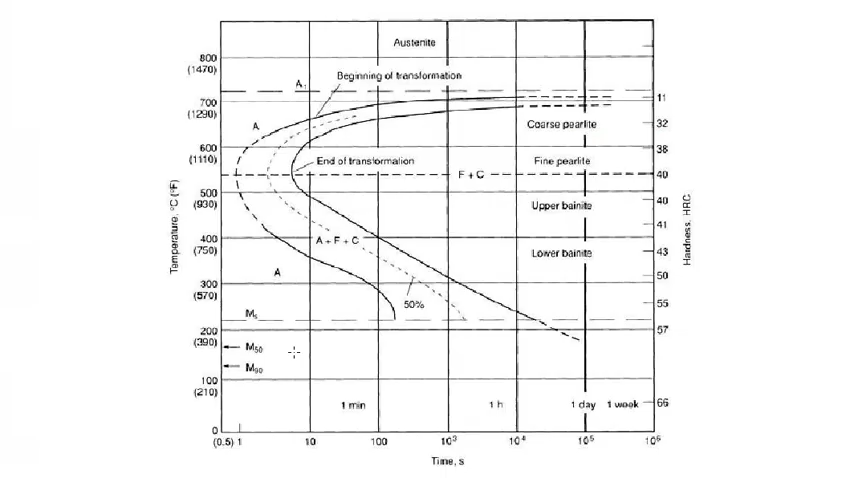 Austenite
800
(1470)
A₁
Beginning of transformation
700
(1290)
11
A
Coarse pearlite
32
600
(1110)
38
End of transformation
Fine pearlite
F + C
40
500
(930)
Upper bainite
40
41
400
(750)
A + F + C
43
Lower bainite
A
50
300
(570)
50%
55
Ms
200
(390)
57
M50
M90
100
(210)
1 min
1 h
1 day
1 week
66
0
(0.5) 1
10
100
10³
10⁴
10⁵
10⁶
Time, s
Temperature, °C (°F)
Hardness, HRC